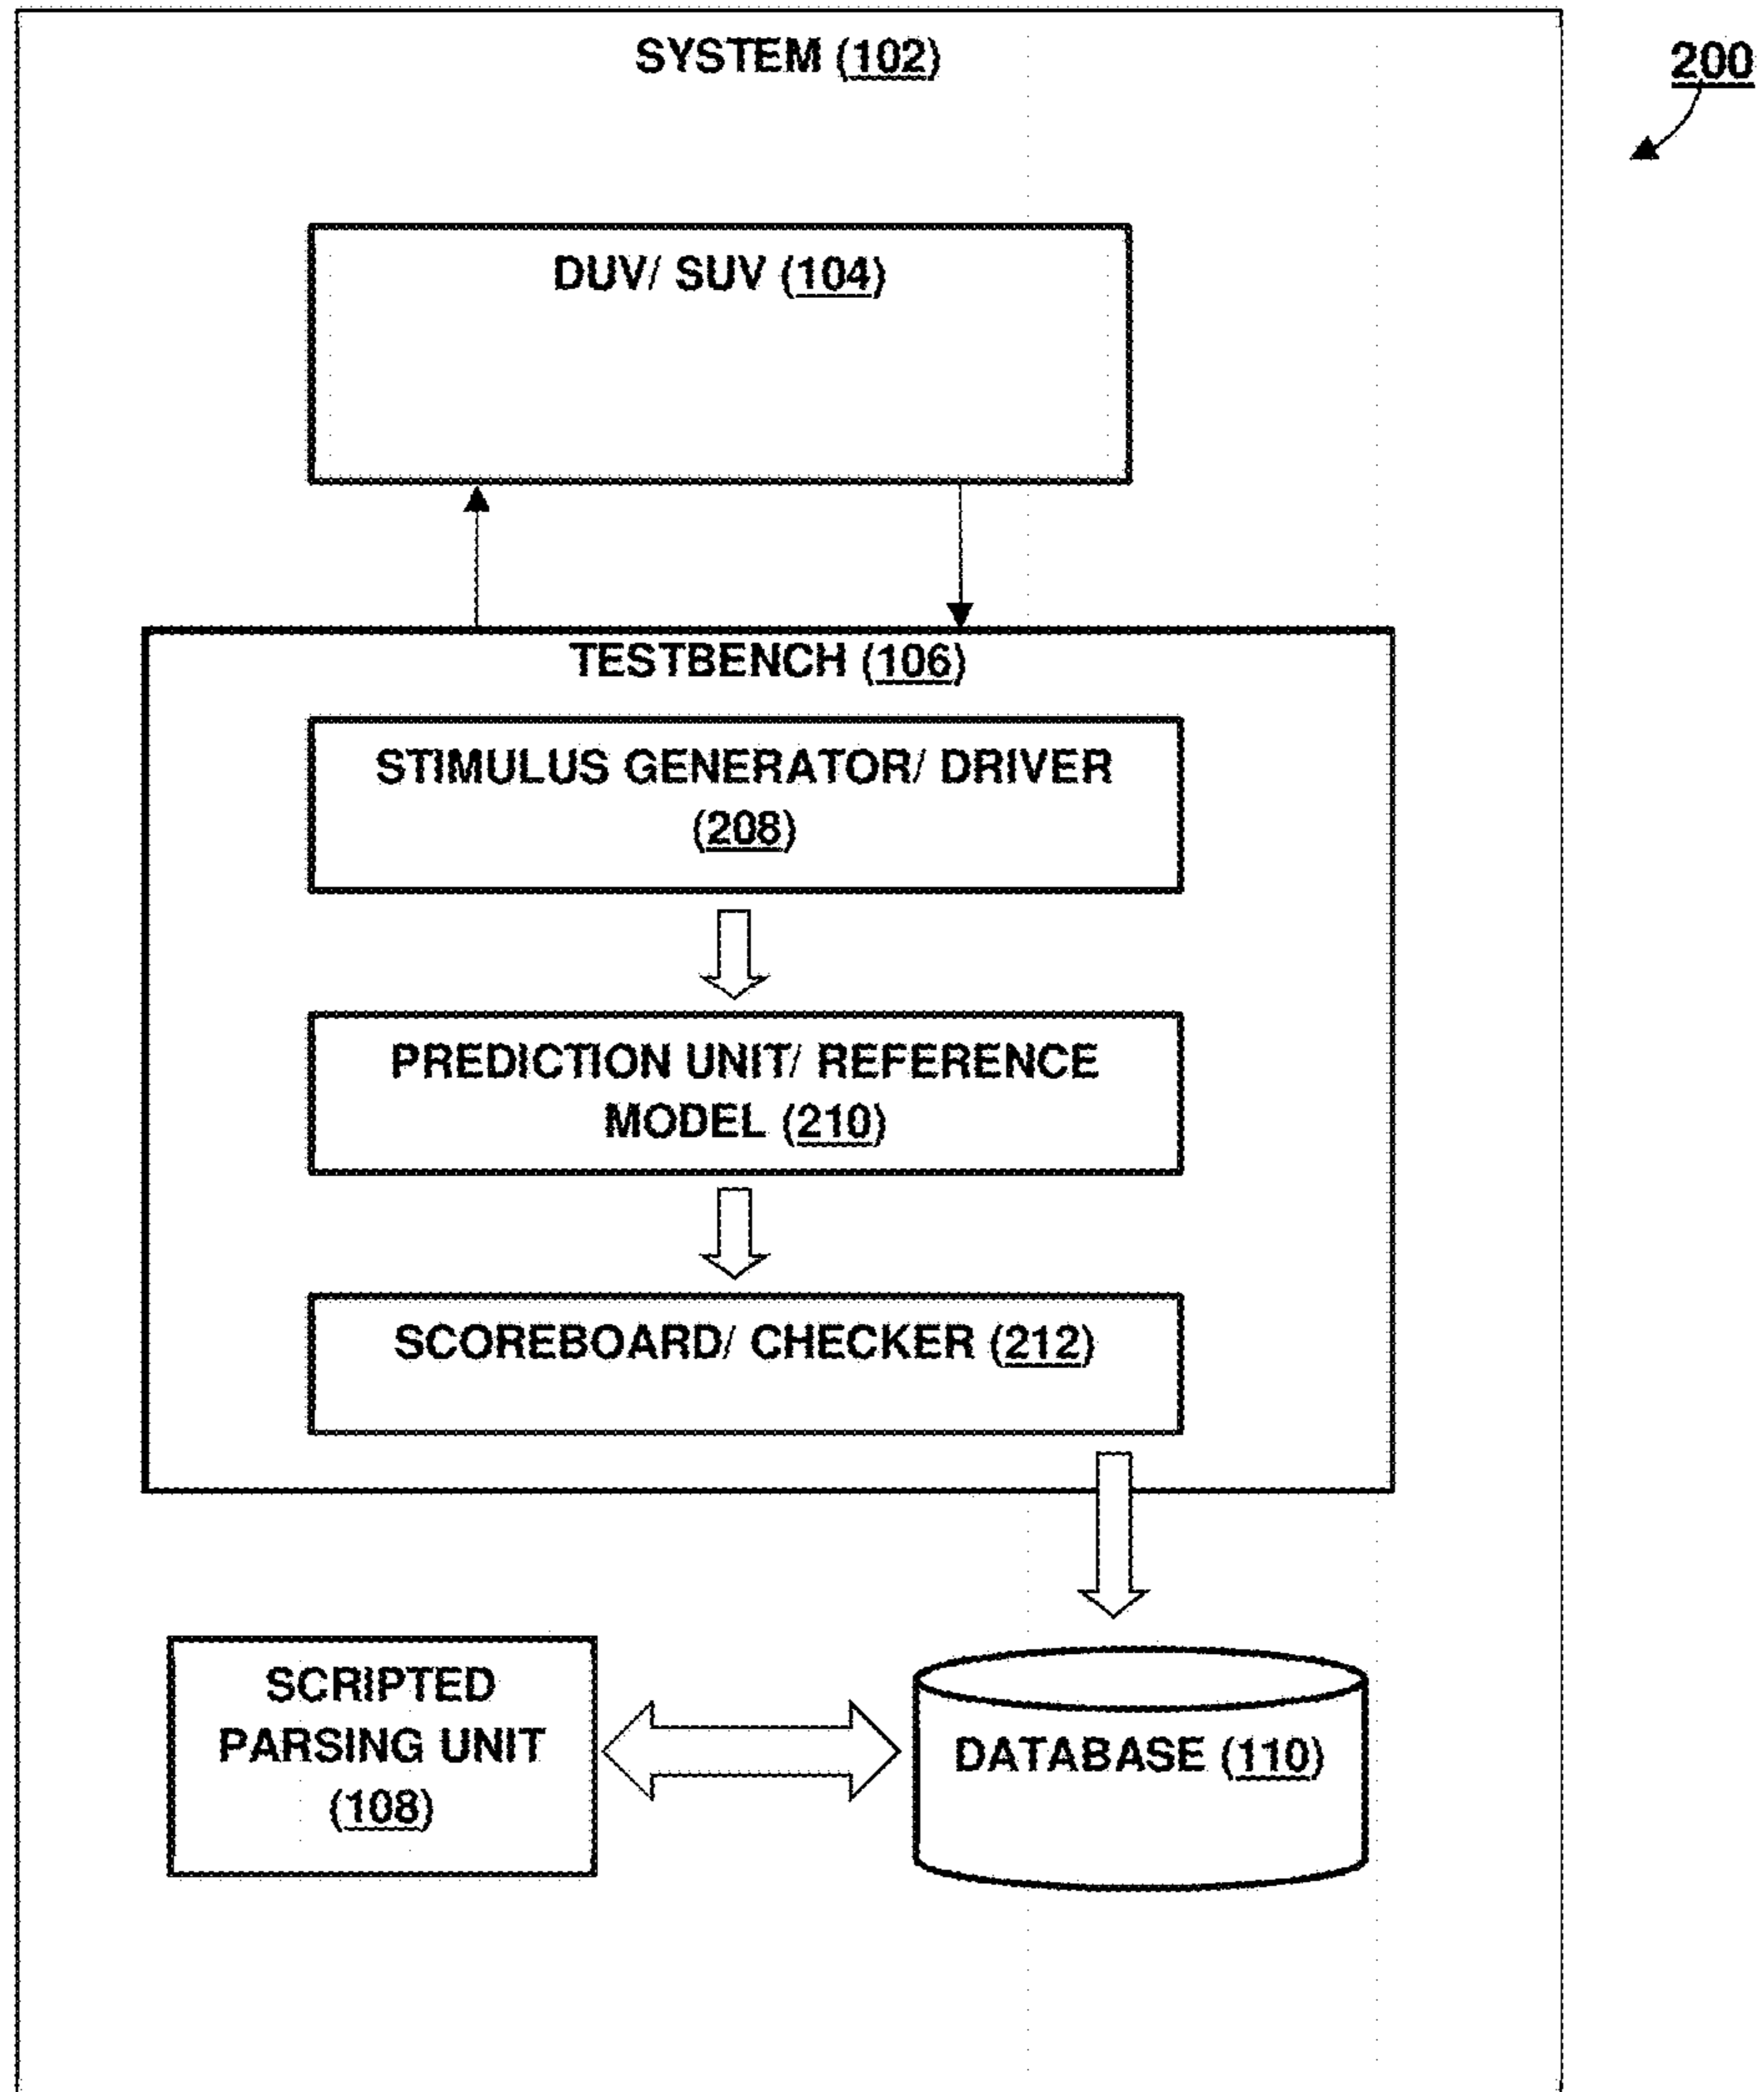 SYSTEM (102)
200
DUV/ SUV (104)
TESTBENCH (106)
STIMULUS GENERATOR/ DRIVER
(208)
PREDICTION UNIT/ REFERENCE
MODEL (210)
SCOREBOARD/ CHECKER (212)
SCRIPTED
PARSING UNIT
(108)
DATABASE (110)